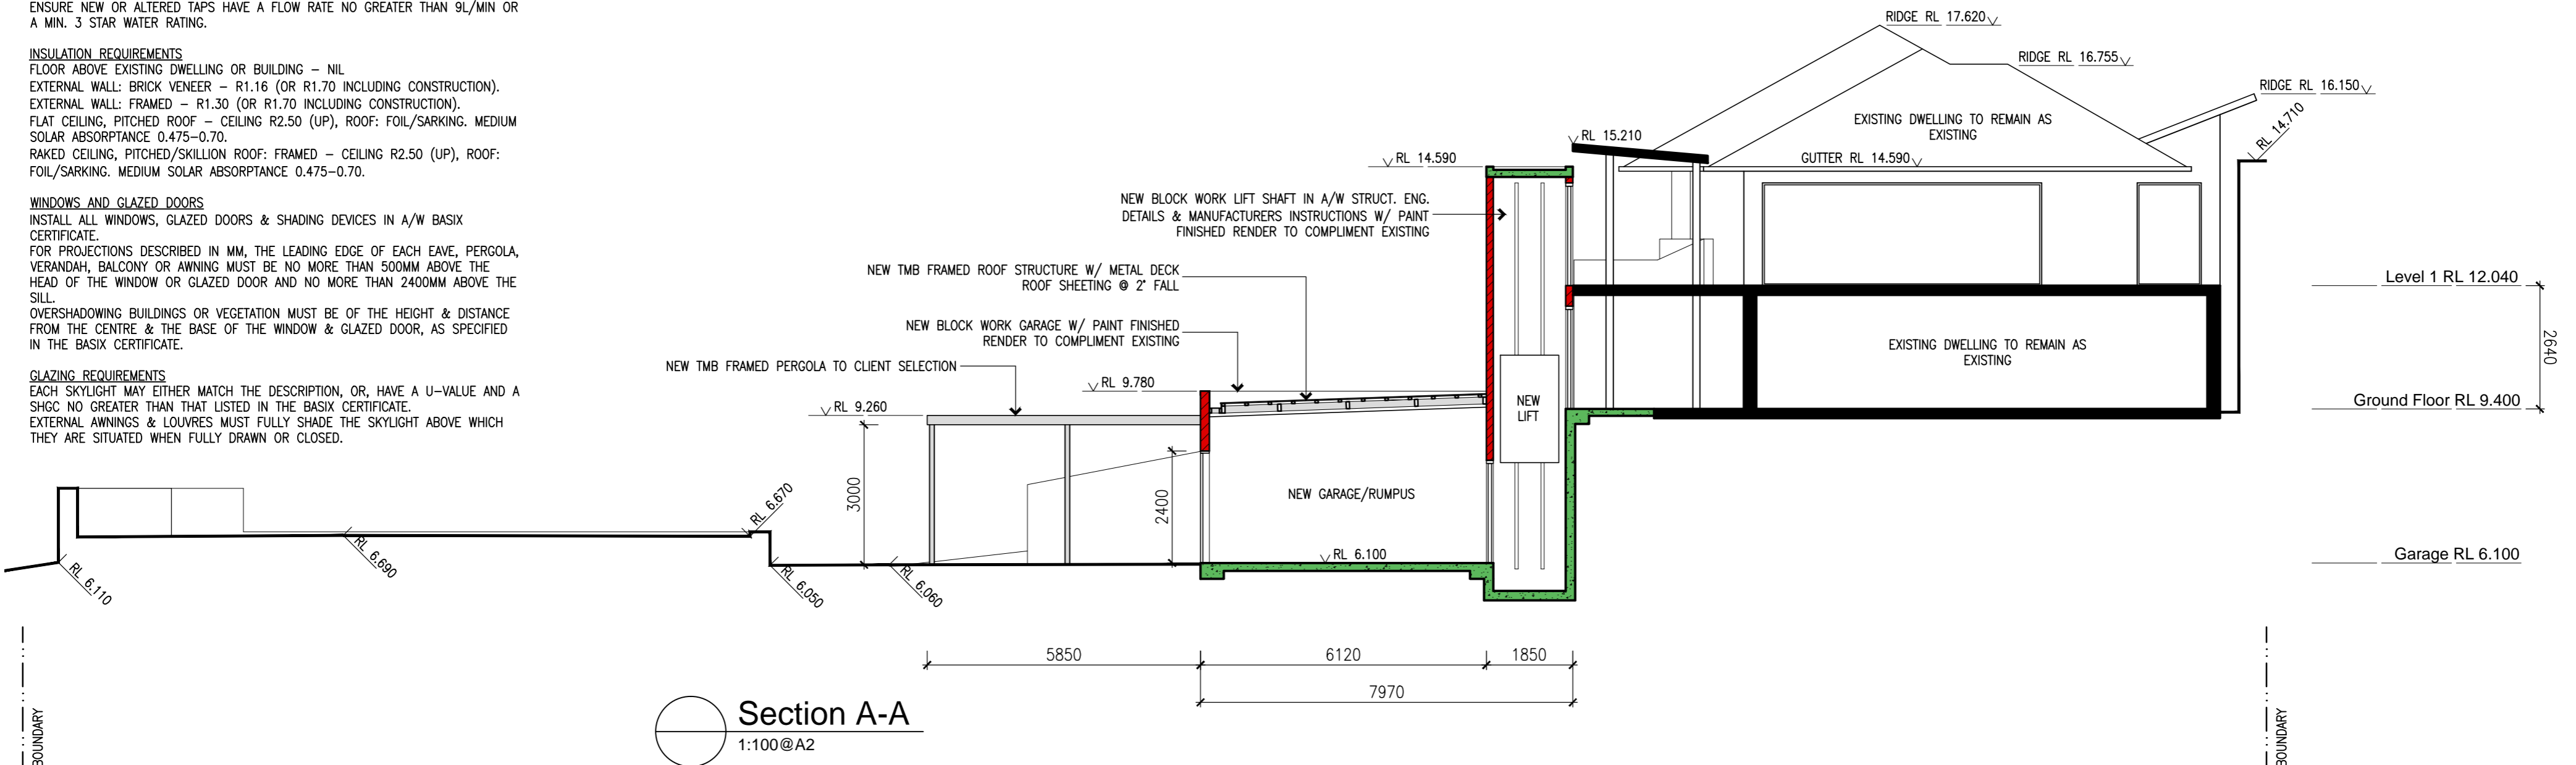 ENSURE NEW OR ALTERED TAPS HAVE A FLOW RATE NO GREATER THAN 9L/MIN OR
A MIN. 3 STAR WATER RATING.
INSULATION REQUIREMENTS
FLOOR ABOVE EXISTING DWELLING OR BUILDING – NIL
EXTERNAL WALL: BRICK VENEER – R1.16 (OR R1.70 INCLUDING CONSTRUCTION).
EXTERNAL WALL: FRAMED – R1.30 (OR R1.70 INCLUDING CONSTRUCTION).
FLAT CEILING, PITCHED ROOF – CEILING R2.50 (UP), ROOF: FOIL/SARKING. MEDIUM
SOLAR ABSORPTANCE 0.475–0.70.
RAKED CEILING, PITCHED/SKILLION ROOF: FRAMED – CEILING R2.50 (UP), ROOF:
FOIL/SARKING. MEDIUM SOLAR ABSORPTANCE 0.475–0.70.
WINDOWS AND GLAZED DOORS
INSTALL ALL WINDOWS, GLAZED DOORS & SHADING DEVICES IN A/W BASIX
CERTIFICATE.
FOR PROJECTIONS DESCRIBED IN MM, THE LEADING EDGE OF EACH EAVE, PERGOLA,
VERANDAH, BALCONY OR AWNING MUST BE NO MORE THAN 500MM ABOVE THE
HEAD OF THE WINDOW OR GLAZED DOOR AND NO MORE THAN 2400MM ABOVE THE
SILL.
OVERSHADOWING BUILDINGS OR VEGETATION MUST BE OF THE HEIGHT & DISTANCE
FROM THE CENTRE & THE BASE OF THE WINDOW & GLAZED DOOR, AS SPECIFIED
IN THE BASIX CERTIFICATE.
GLAZING REQUIREMENTS
EACH SKYLIGHT MAY EITHER MATCH THE DESCRIPTION, OR, HAVE A U–VALUE AND A
SHGC NO GREATER THAN THAT LISTED IN THE BASIX CERTIFICATE.
EXTERNAL AWNINGS & LOUVRES MUST FULLY SHADE THE SKYLIGHT ABOVE WHICH
THEY ARE SITUATED WHEN FULLY DRAWN OR CLOSED.
RIDGE RL 17.620
RIDGE RL 16.755
RIDGE RL 16.150
RL 14.710
EXISTING DWELLING TO REMAIN AS
EXISTING
RL 15.210
GUTTER RL 14.590
RL 14.590
NEW BLOCK WORK LIFT SHAFT IN A/W STRUCT. ENG.
DETAILS & MANUFACTURERS INSTRUCTIONS W/ PAINT
FINISHED RENDER TO COMPLIMENT EXISTING
NEW TMB FRAMED ROOF STRUCTURE W/ METAL DECK
ROOF SHEETING @ 2° FALL
NEW BLOCK WORK GARAGE W/ PAINT FINISHED
RENDER TO COMPLIMENT EXISTING
NEW TMB FRAMED PERGOLA TO CLIENT SELECTION
RL 9.780
RL 9.260
Level 1 RL 12.040
2640
EXISTING DWELLING TO REMAIN AS
EXISTING
NEW
LIFT
Ground Floor RL 9.400
3000
2400
NEW GARAGE/RUMPUS
RL 6.100
Garage RL 6.100
RL 6.110
RL 6.690
RL 6.670
RL 6.050
RL 6.060
5850
6120
1850
7970
Section A-A
1:100@A2
BOUNDARY
BOUNDARY